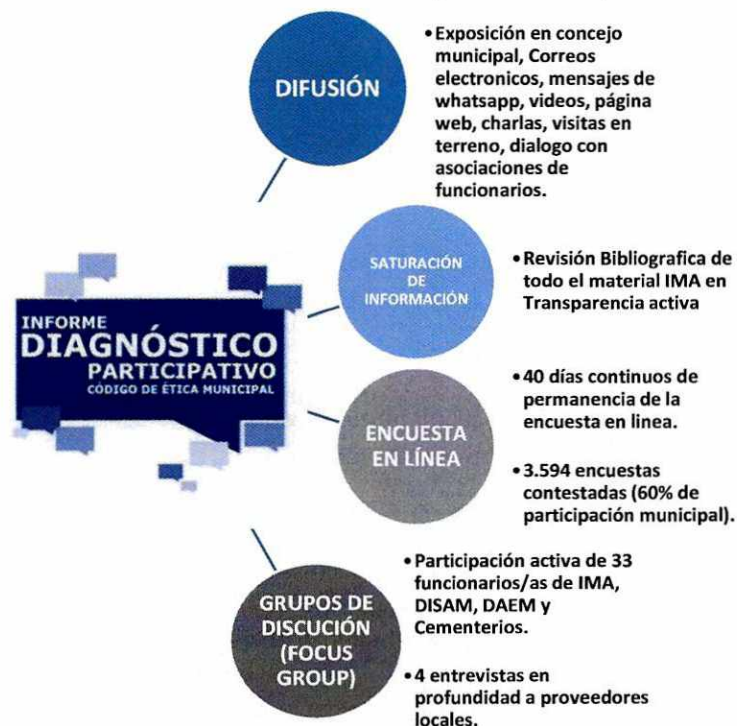 DIFUSIÓN
•Exposición en concejo
municipal, Correos
electronicos, mensajes de
whatsapp, videos, página
web, charlas, visitas en
terreno, dialogo con
asociaciones de
funcionarios.
INFORME
DIAGNÓSTICO
PARTICIPATIVO
CÓDIGO DE ÉTICA MUNICIPAL
SATURACIÓN
DE
INFORMACIÓN
•Revisión Bibliografica de
todo el material IMA en
Transparencia activa
ENCUESTA
EN LÍNEA
•40 días continuos de
permanencia de la
encuesta en linea.
•3.594 encuestas
contestadas (60% de
participación municipal).
GRUPOS DE
DISCUCIÓN
(FOCUS
GROUP)
•Participación activa de 33
funcionarios/as de IMA,
DISAM, DAEM y
Cementerios.
•4 entrevistas en
profundidad a proveedores
locales.